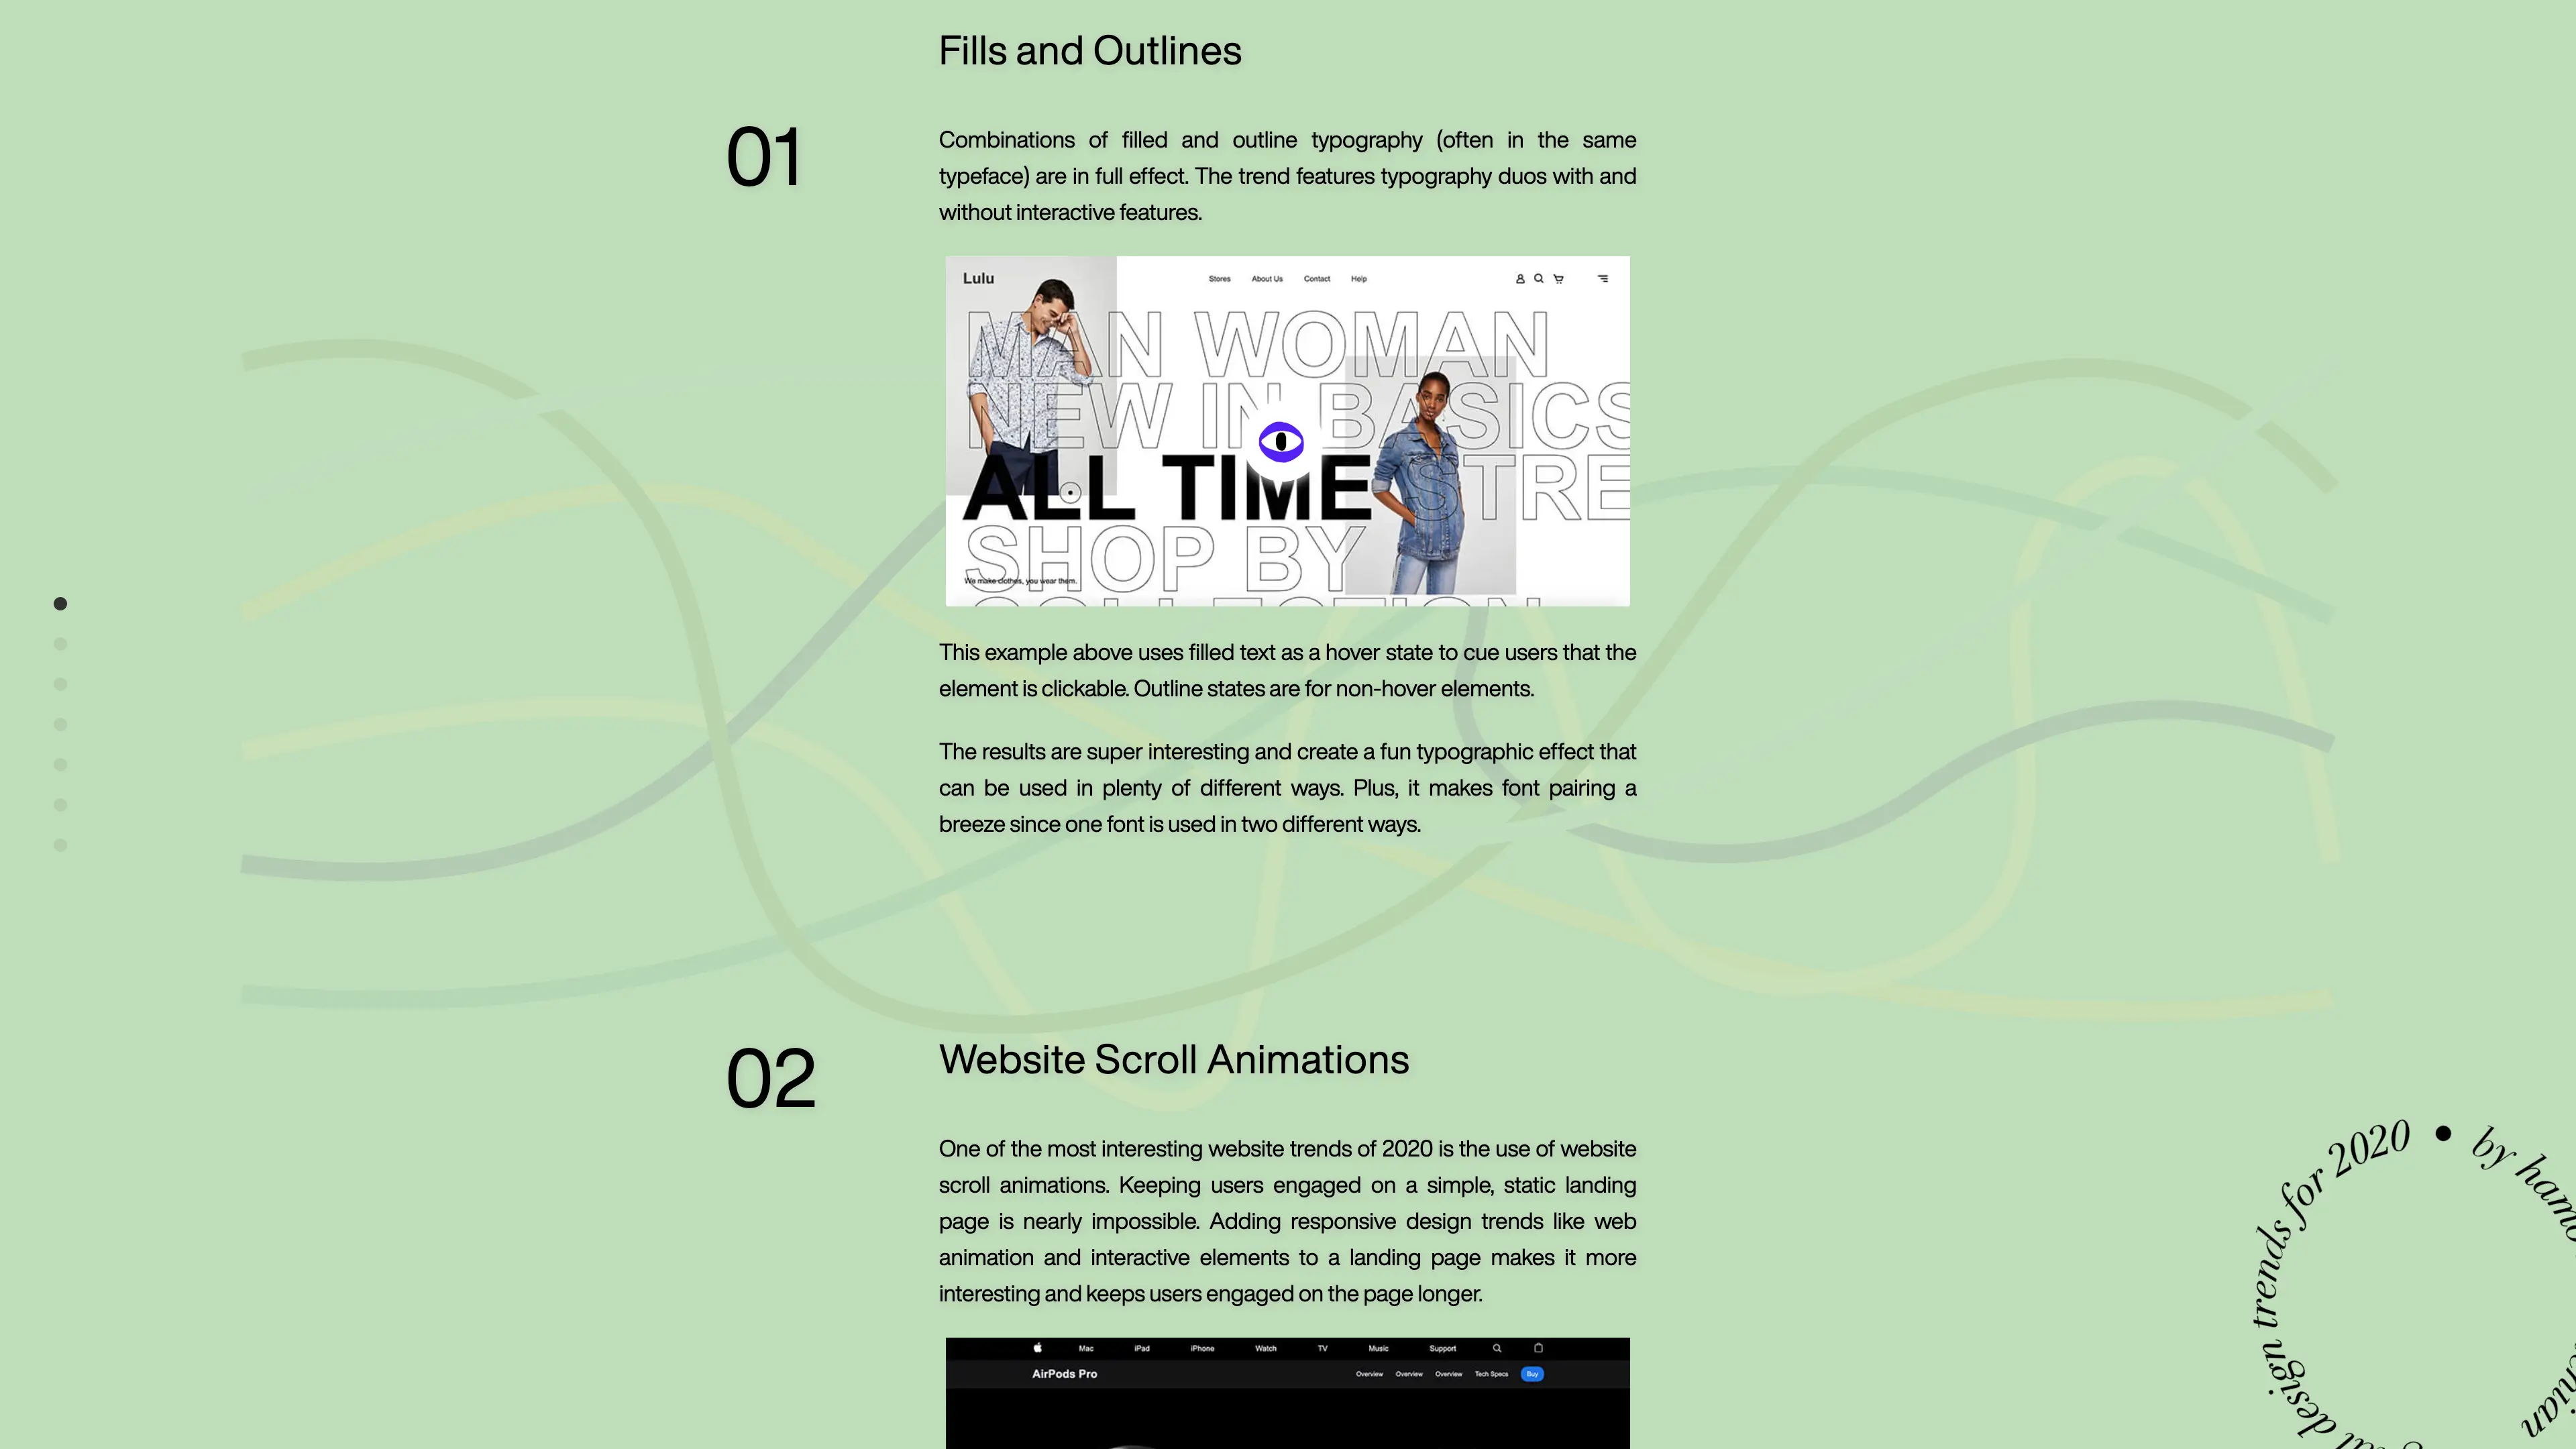 Fills and Outlines
01
Combinations of filled and outline typography (often in the same
typeface) are in full effect. The trend features typography duos with and
without interactive features.
Lulu
Stores About Us Contact Help
MAN WOMAN
NEW IN BASICS
ALL TIME STRE
SHOP BY
We make clothes, you wear them.
COLLECTION
This example above uses filled text as a hover state to cue users that the
element is clickable. Outline states are for non-hover elements.
The results are super interesting and create a fun typographic effect that
can be used in plenty of different ways. Plus, it makes font pairing a
breeze since one font is used in two different ways.
02
Website Scroll Animations
One of the most interesting website trends of 2020 is the use of website
scroll animations. Keeping users engaged on a simple, static landing
page is nearly impossible. Adding responsive design trends like web
animation and interactive elements to a landing page makes it more
interesting and keeps users engaged on the page longer.
Mac iPad iPhone Watch TV Music Support
AirPods Pro
Overview Overview Overview Tech Specs Buy
design trends for 2020 • by